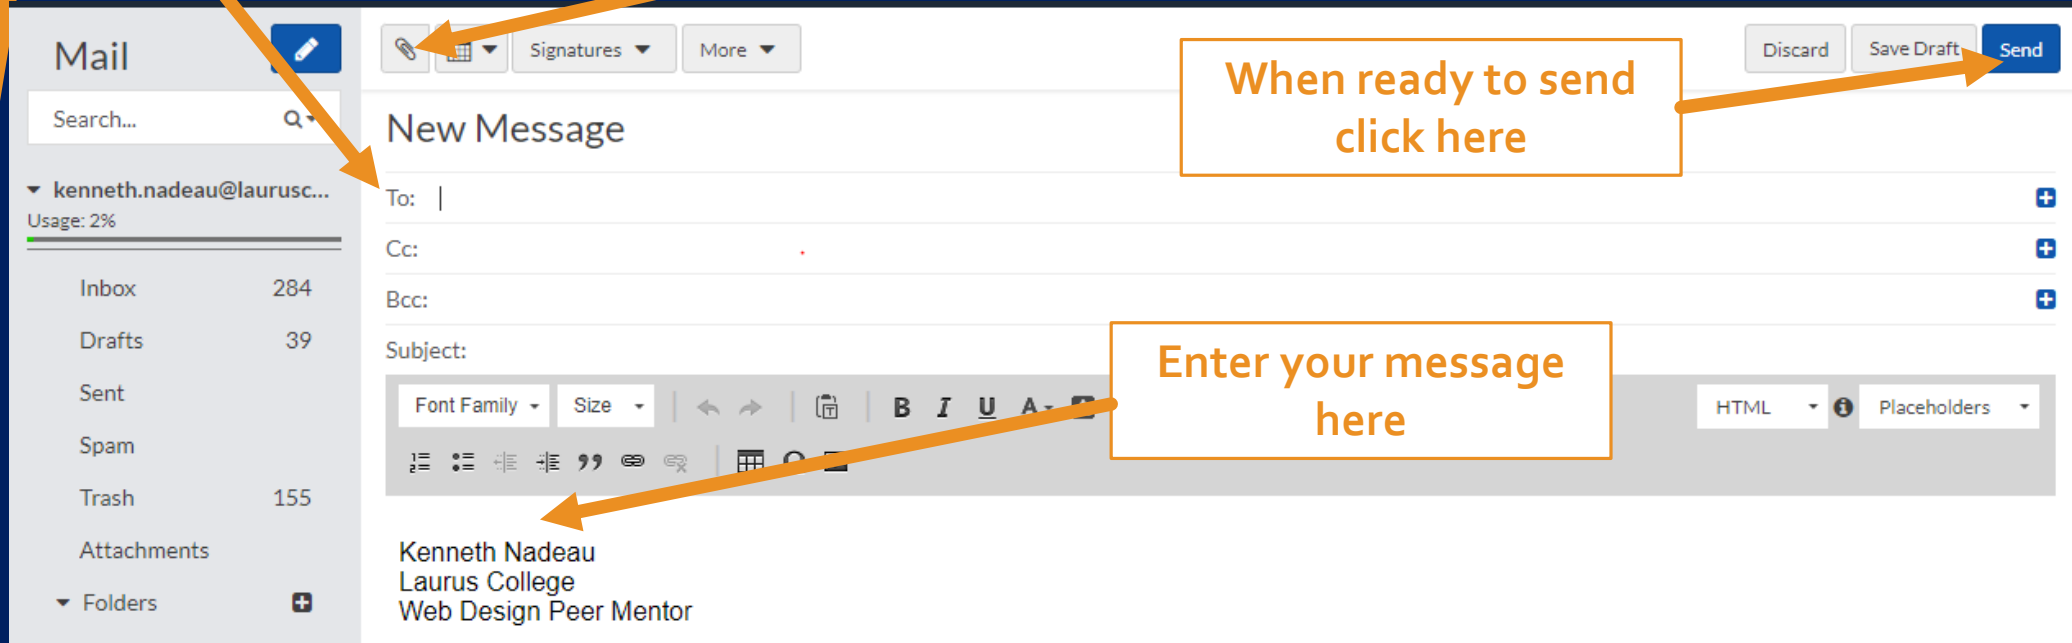 Mail
Signatures
More
Discard
Save Draft
Send
When ready to send
click here
Search...
New Message
kenneth.nadeau@laurusc...
Usage: 2%
To:
Cc:
Bcc:
Subject:
Inbox 284
Drafts 39
Sent
Spam
Trash 155
Attachments
Folders
Enter your message
here
Font Family
Size
B I U A
HTML
Placeholders
Kenneth Nadeau
Laurus College
Web Design Peer Mentor